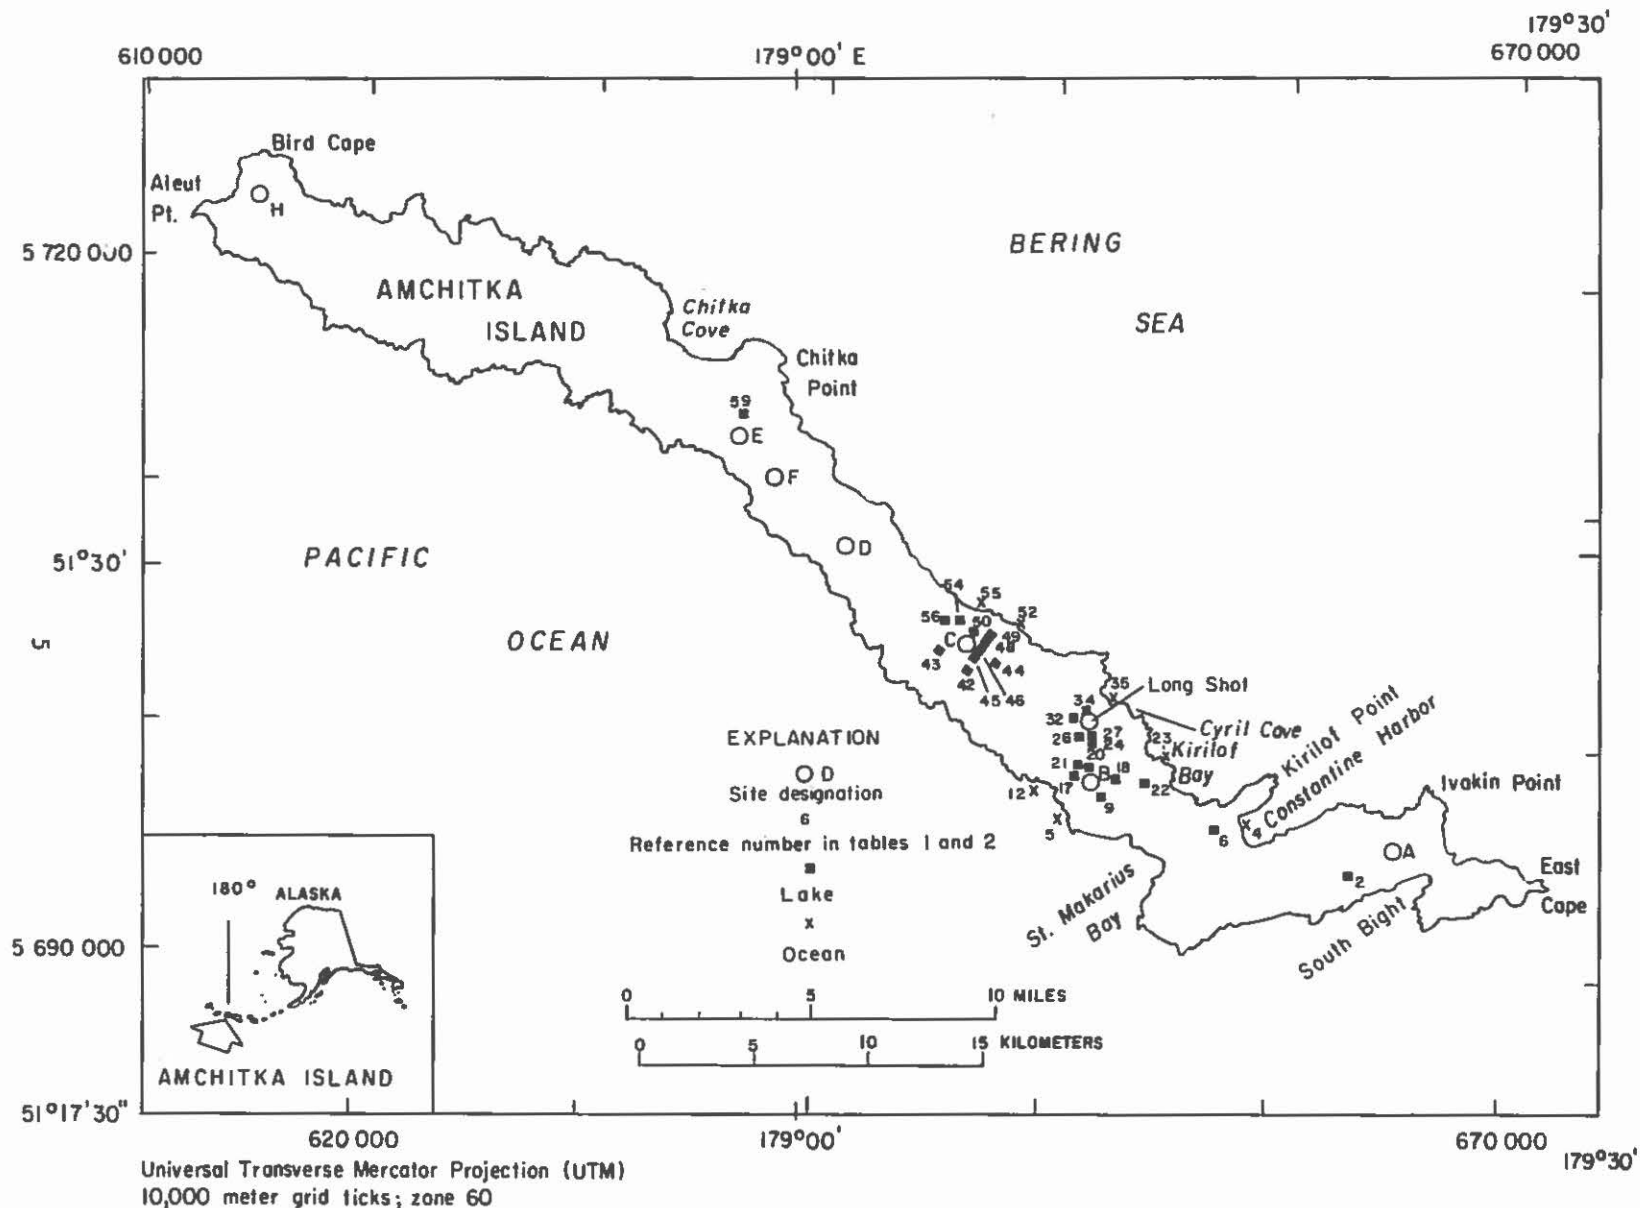 179°30'
610 000
179°00' E
670 000
Bird Cape
Aleut
Pt.
H
BERING
5 720 000
AMCHITKA
Chitka
Cove
SEA
ISLAND
Chitka
Point
59
E
F
D
51°30'
PACIFIC
54
55
52
56
50
49
OCEAN
C
48
43
44
42
45
46
5
35
Long Shot
34
32
Cyril Cove
27
26
24
23
Kirilof
Bay
Kirilof Point
Constantine Harbor
20
21
B
18
17
22
9
12
5
6
4
Ivakin Point
A
2
East
Cape
St. Makarius
Bay
South Bight
EXPLANATION
D
Site designation
6
Reference number in tables 1 and 2
Lake
x
Ocean
180°
ALASKA
5 690 000
0 5 10 MILES
0 5 10 15 KILOMETERS
AMCHITKA ISLAND
51°17'30"
620 000
179°00'
670 000
179°30'
Universal Transverse Mercator Projection (UTM)
10,000 meter grid ticks; zone 60